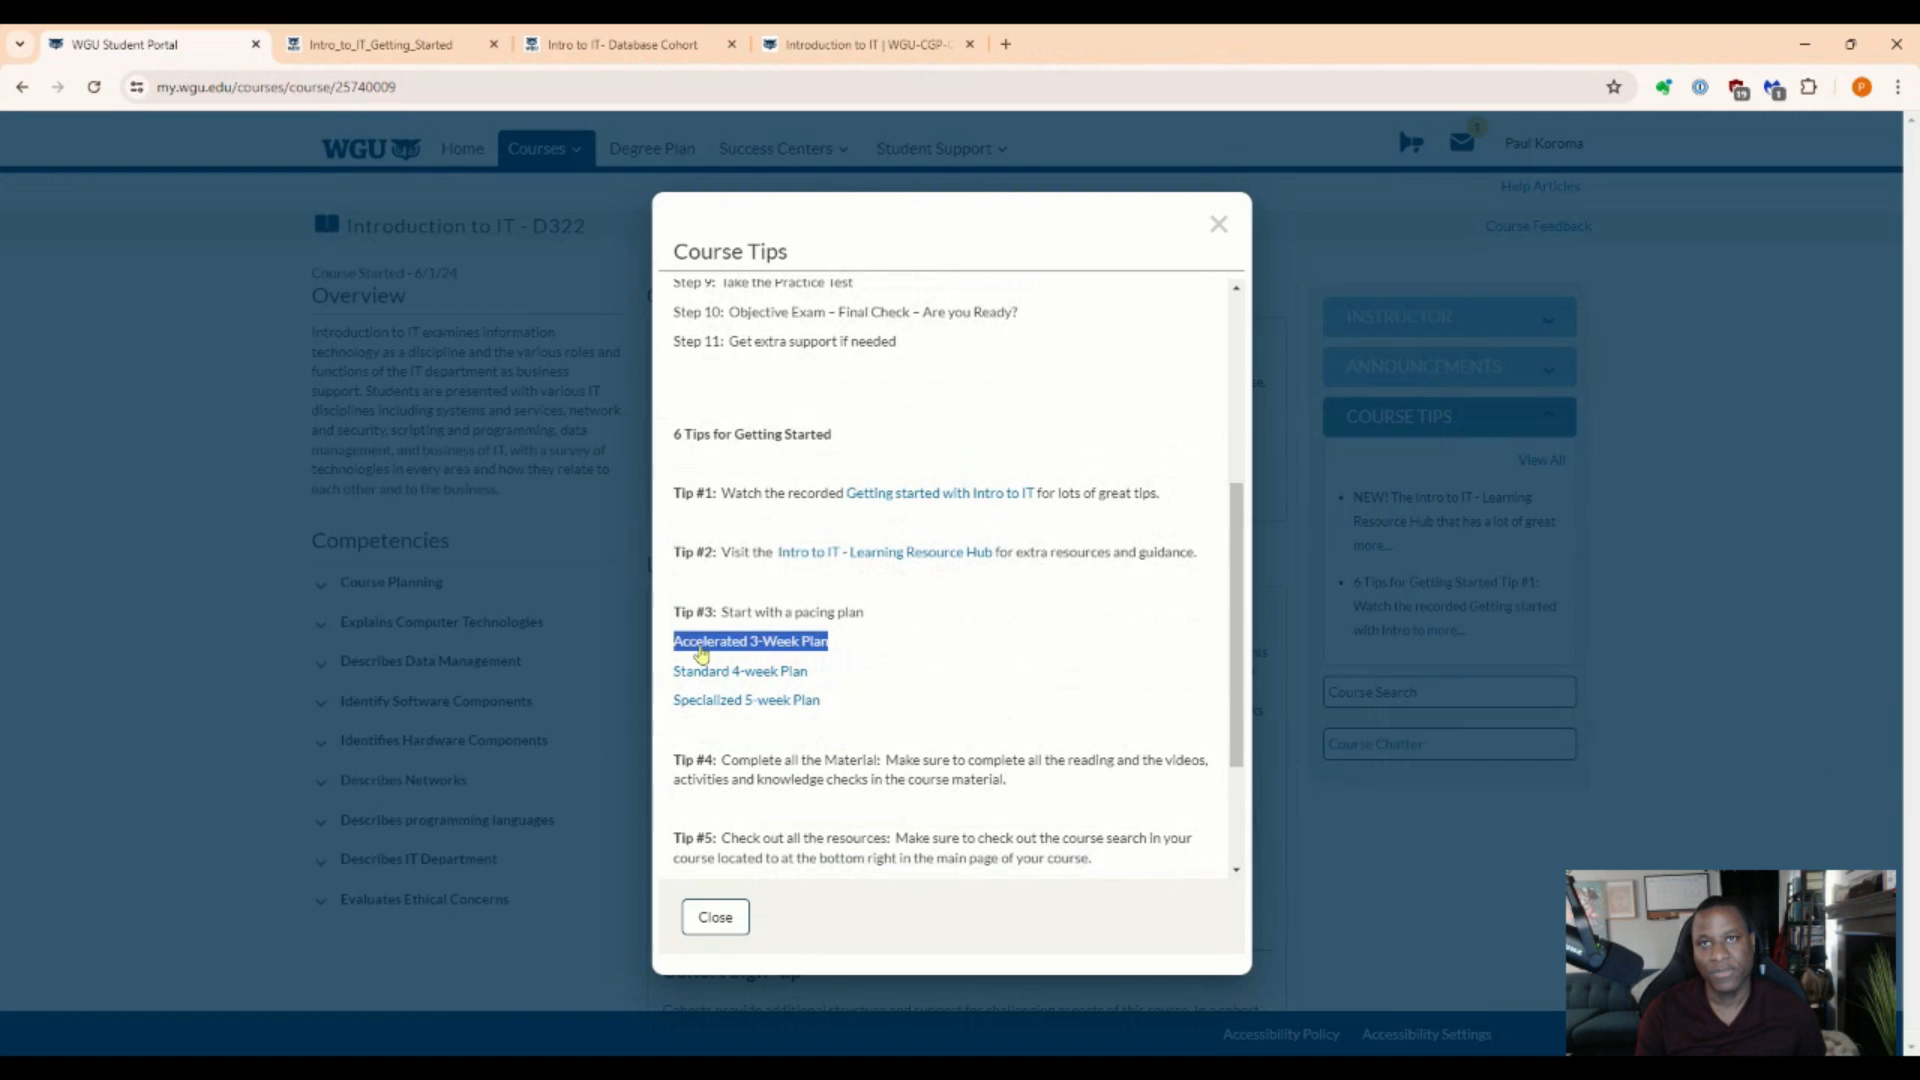 WGU Student Portal
Intro_to_IT_Getting_Started
Intro to IT- Database Cohort
Introduction to IT | WGU-CGP-
my.wgu.edu/courses/course/25740009
19
1
P
WGU
Home
Courses
Degree Plan
Success Centers
Student Support
Paul Koroma
Help Articles
Introduction to IT - D322
Course Feedback
Course Started - 6/1/24
Overview
Introduction to IT examines information
technology as a discipline and the various roles and
functions of the IT department as business
support. Students are presented with various IT
disciplines including systems and services, network
and security, scripting and programming, data
management, and business of IT, with a survey of
technologies in every area and how they relate to
each other and to the business.
Competencies
Course Planning
Explains Computer Technologies
Describes Data Management
Identify Software Components
Identifies Hardware Components
Describes Networks
Describes programming languages
Describes IT Department
Evaluates Ethical Concerns
Course Tips
Step 9: Take the Practice Test
Step 10: Objective Exam – Final Check – Are you Ready?
Step 11: Get extra support if needed
6 Tips for Getting Started
Tip #1: Watch the recorded Getting started with Intro to IT for lots of great tips.
Tip #2: Visit the Intro to IT - Learning Resource Hub for extra resources and guidance.
Tip #3: Start with a pacing plan
Accelerated 3-Week Plan
Standard 4-week Plan
Specialized 5-week Plan
Tip #4: Complete all the Material: Make sure to complete all the reading and the videos,
activities and knowledge checks in the course material.
Tip #5: Check out all the resources: Make sure to check out the course search in your
course located to at the bottom right in the main page of your course.
Close
INSTRUCTOR
ANNOUNCEMENTS
COURSE TIPS
View All
NEW! The Intro to IT - Learning
Resource Hub that has a lot of great
more...
6 Tips for Getting Started Tip #1:
Watch the recorded Getting started
with Intro to more...
Course Search
Course Chatter
Accessibility Policy
Accessibility Settings